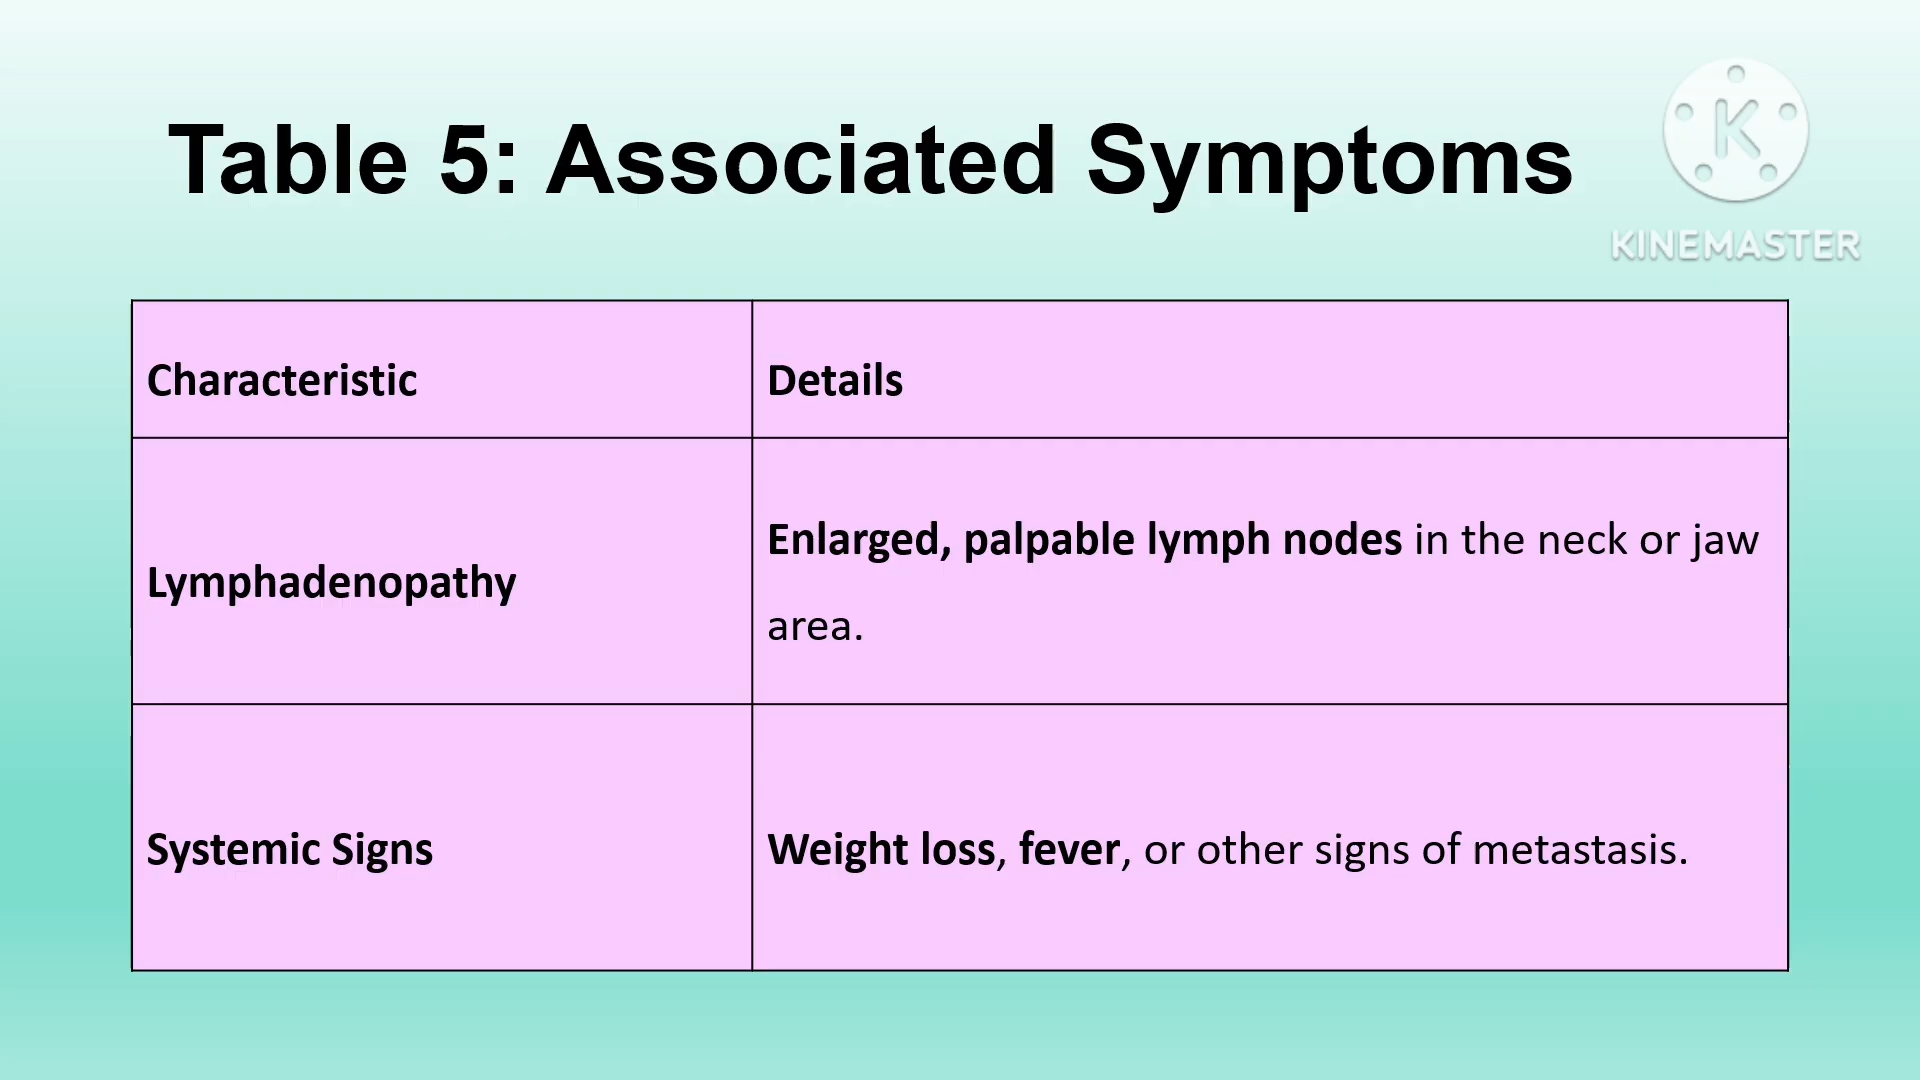 Table 5: Associated Symptoms
K
KINEMASTER
Characteristic
Details
Lymphadenopathy
Enlarged, palpable lymph nodes in the neck or jaw
area.
Systemic Signs
Weight loss, fever, or other signs of metastasis.